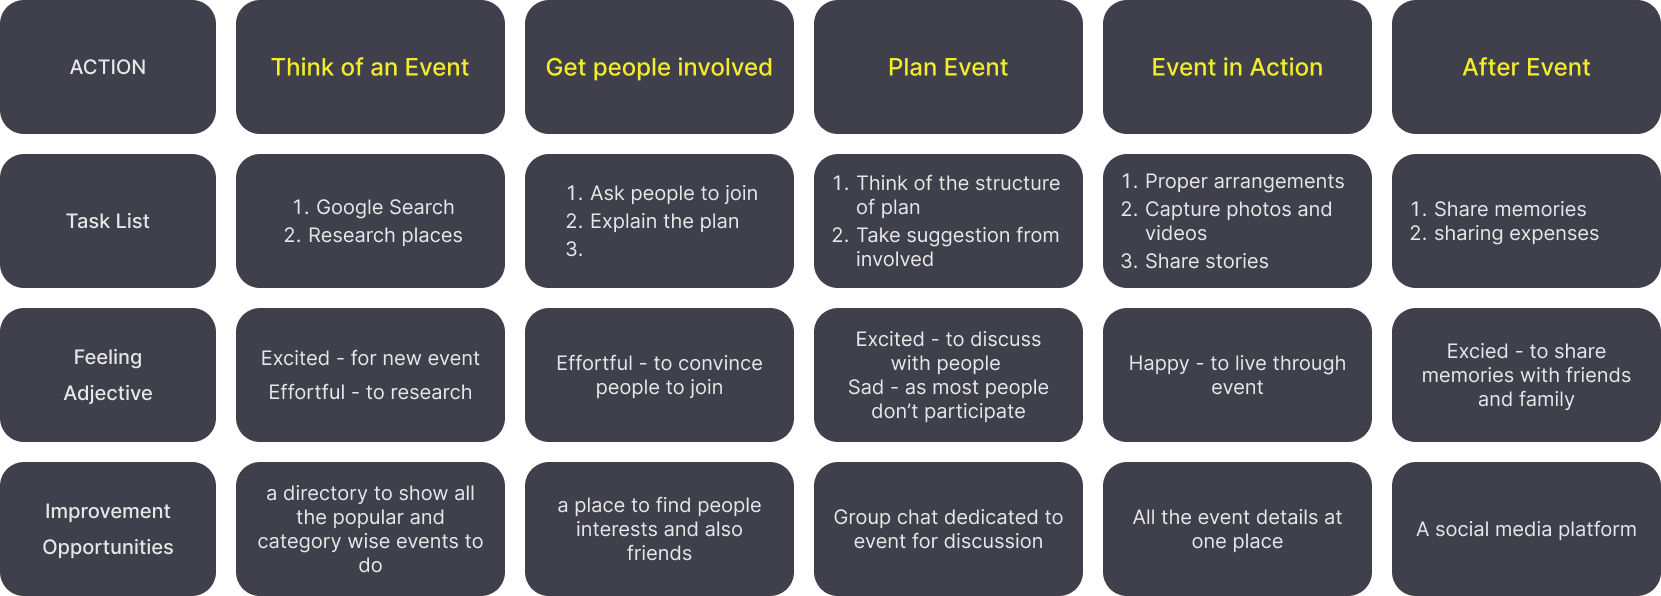 ACTION
Think of an Event
Get people involved
Plan Event
Event in Action
After Event
Task List
1. Google Search
2. Research places
1. Ask people to join
2. Explain the plan
3.
1. Think of the structure
of plan
2. Take suggestion from
involved
1. Proper arrangements
2. Capture photos and
videos
3. Share stories
1. Share memories
2. sharing expenses
Feeling
Adjective
Excited - for new event
Effortful - to research
Effortful - to convince
people to join
Excited - to discuss
with people
Sad - as most people
don’t participate
Happy - to live through
event
Excied - to share
memories with friends
and family
Improvement
Opportunities
a directory to show all
the popular and
category wise events to
do
a place to find people
interests and also
friends
Group chat dedicated to
event for discussion
All the event details at
one place
A social media platform